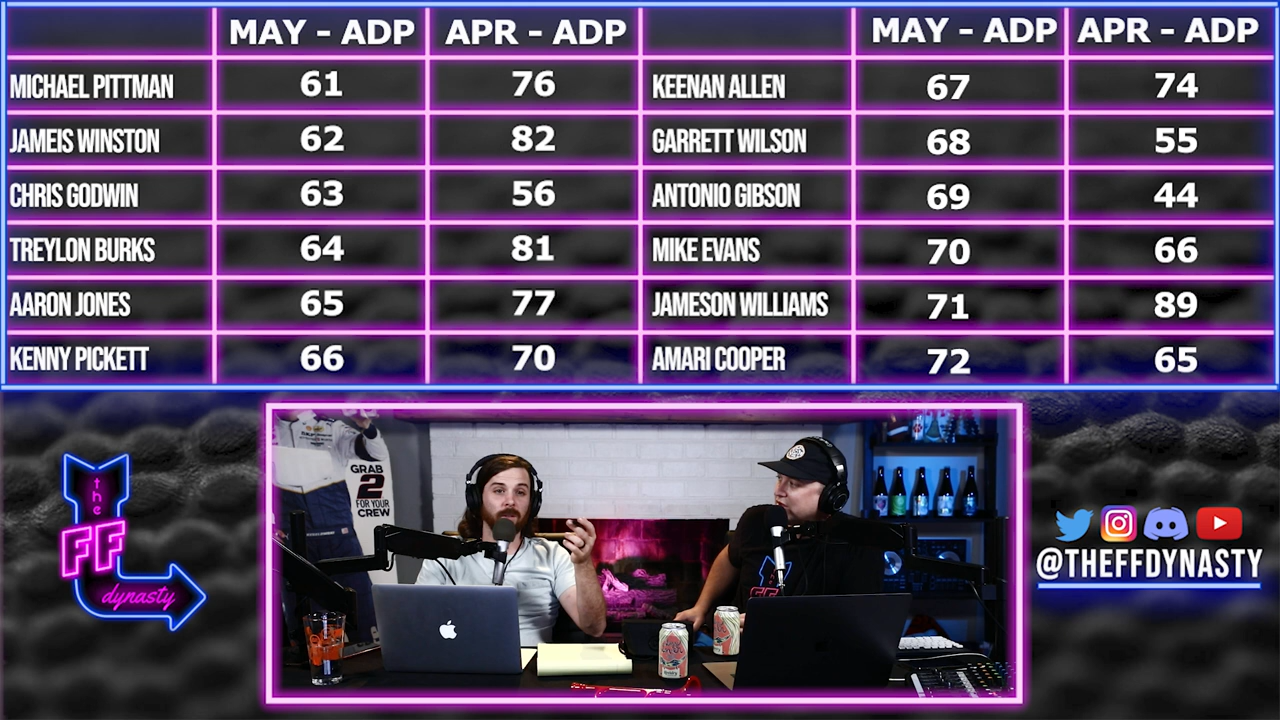 MAY - ADP APR - ADP MAY - ADP APR - ADP
MICHAEL PITTMAN 61 76 KEENAN ALLEN 67 74
JAMEIS WINSTON 62 82 GARRETT WILSON 68 55
CHRIS GODWIN 63 56 ANTONIO GIBSON 69 44
TREYLON BURKS 64 81 MIKE EVANS 70 66
AARON JONES 65 77 JAMESON WILLIAMS 71 89
KENNY PICKETT 66 70 AMARI COOPER 72 65
the
FF
dynasty
GRAB
2
FOR YOUR
CREW
FF
@THEFFDYNASTY